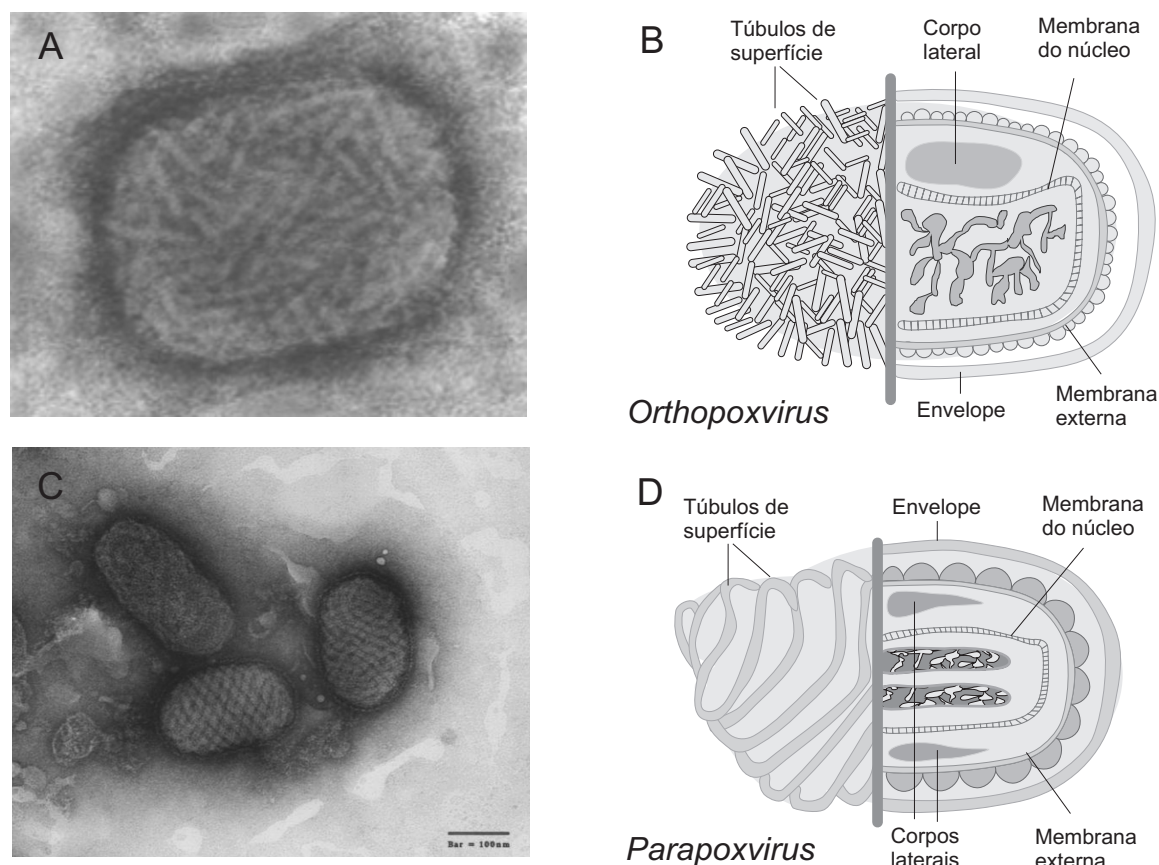 A
B
Túbulos de
superfície
Corpo
lateral
Membrana
do núcleo
Orthopoxvirus
Envelope
Membrana
externa
C
Bar = 100nm
D
Túbulos de
superfície
Envelope
Membrana
do núcleo
Parapoxvirus
Corpos
laterais
Membrana
externa